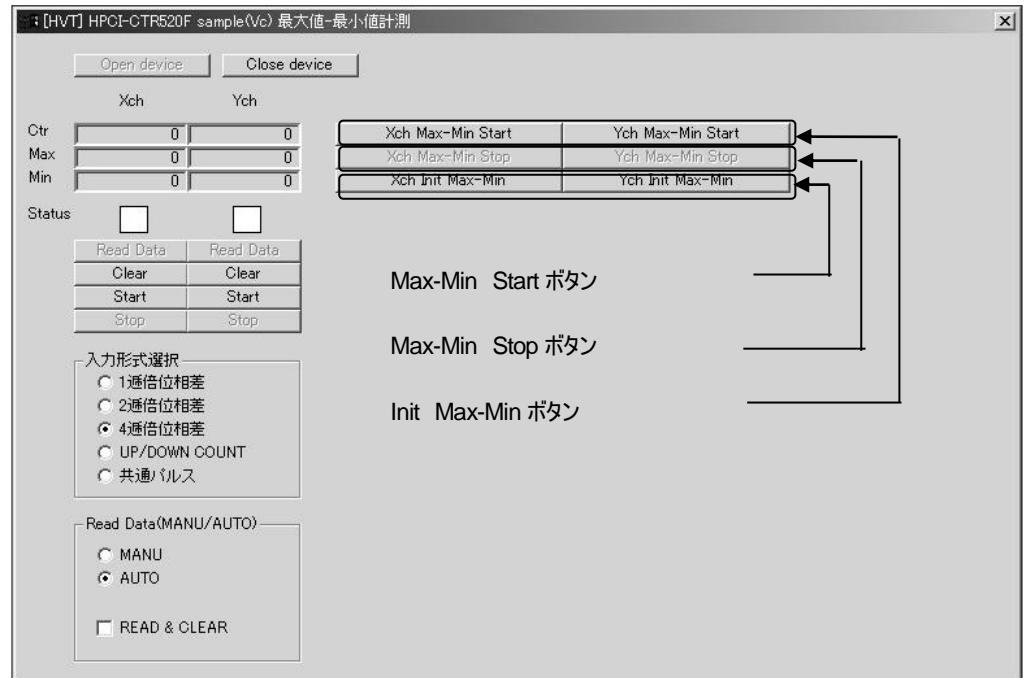 [HVT] HPCI-CTR520F sample(Vc) 最大値-最小値計測
Open device Close device
Xch Ych
Ctr 0 0 Xch Max-Min Start Ych Max-Min Start
Max 0 0 Xch Max-Min Stop Ych Max-Min Stop
Min 0 0 Xch Init Max-Min Ych Init Max-Min
Status
Read Data Read Data
Clear Clear
Start Start
Stop Stop
Max-Min Start ボタン
Max-Min Stop ボタン
Init Max-Min ボタン
入力形式選択
1逓倍位相差
2逓倍位相差
4逓倍位相差
UP/DOWN COUNT
共通パルス
Read Data(MANU/AUTO)
MANU
AUTO
READ & CLEAR